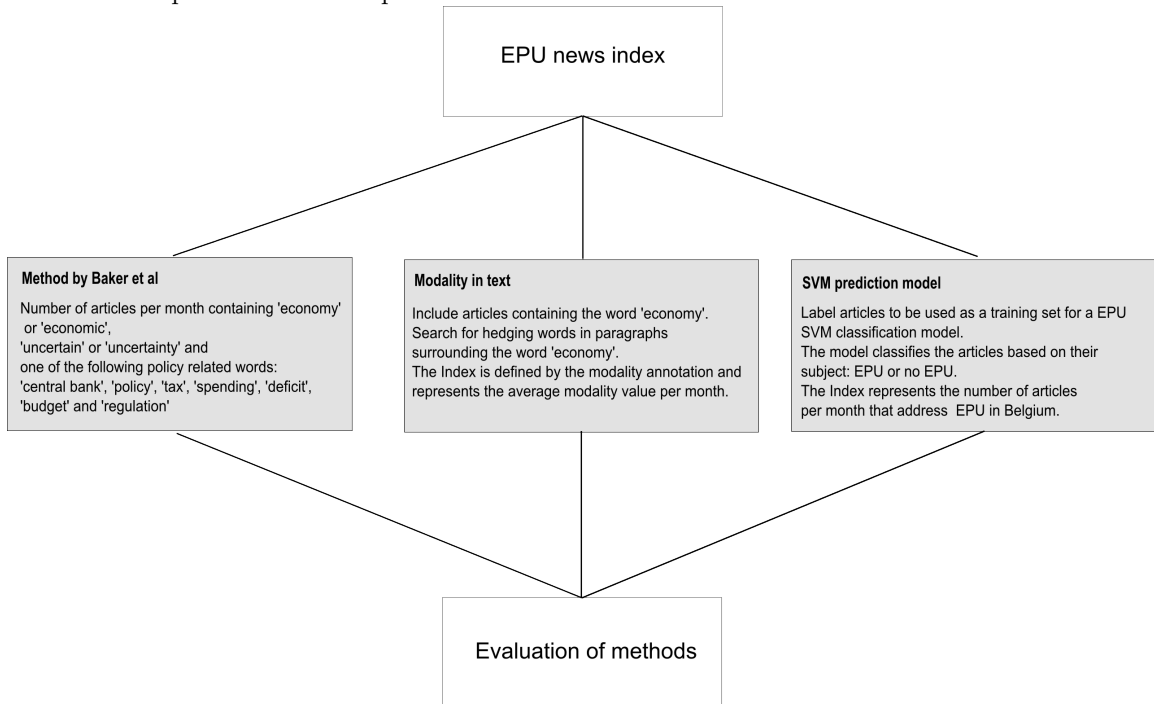 EPU news index
Method by Baker et al
Number of articles per month containing 'economy'
or 'economic',
'uncertain' or 'uncertainty' and
one of the following policy related words:
'central bank', 'policy', 'tax', 'spending', 'deficit',
'budget' and 'regulation'
Modality in text
Include articles containing the word 'economy'.
Search for hedging words in paragraphs
surrounding the word 'economy'.
The Index is defined by the modality annotation and
represents the average modality value per month.
SVM prediction model
Label articles to be used as a training set for a EPU
SVM classification model.
The model classifies the articles based on their
subject: EPU or no EPU.
The Index represents the number of articles
per month that address EPU in Belgium.
Evaluation of methods